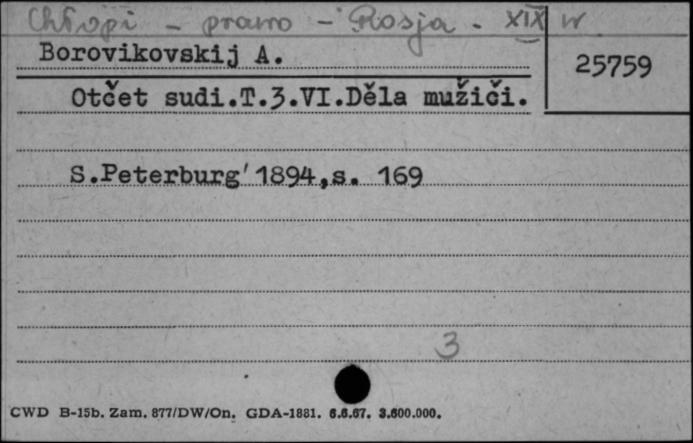 Chłopi - prawo - Rosja - XIX w
Borovikovskij A.
25759
Otčet sudi.T.3.VI.Děla mužiči.
S.Peterburg' 1894,s. 169
3
CWD B-15b. Zam. 877/DW/On. GDA-1881. 6.6.67. 3.600.000.